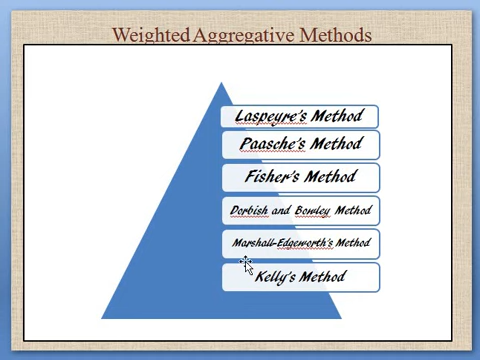 Weighted Aggregative Methods
Laspeyre's Method
Paasche's Method
Fisher's Method
Dorbish and Bowley Method
Marshall-Edgeworth's Method
Kelly's Method